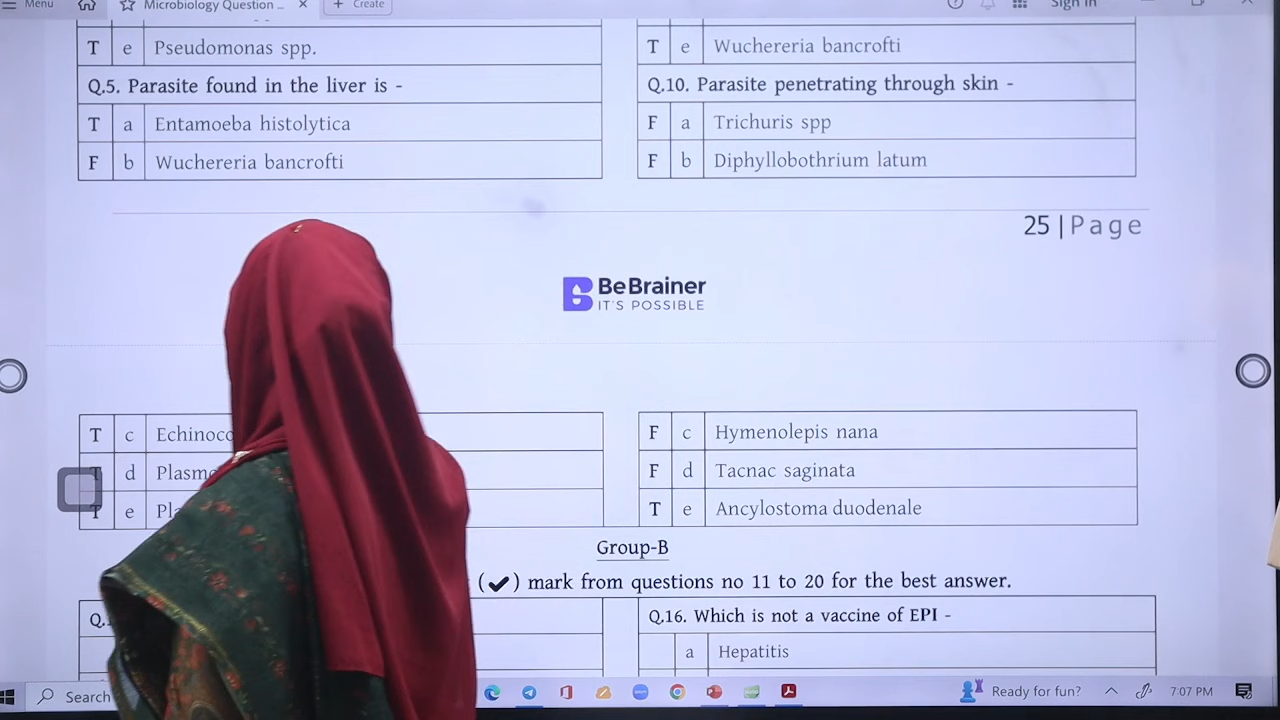 Menu
Microbiology Question ...
Create
Sign in
T e Pseudomonas spp.
Q.5. Parasite found in the liver is -
T a Entamoeba histolytica
F b Wuchereria bancrofti
T e Wuchereria bancrofti
Q.10. Parasite penetrating through skin -
F a Trichuris spp
F b Diphyllobothrium latum
25 | Page
BeBrainer
IT'S POSSIBLE
T c
T d
T e
F c Hymenolepis nana
F d Tacnac saginata
T e Ancylostoma duodenale
Group-B
(✔) mark from questions no 11 to 20 for the best answer.
Q.16. Which is not a vaccine of EPI -
a Hepatitis
Search
Ready for fun?
7:07 PM